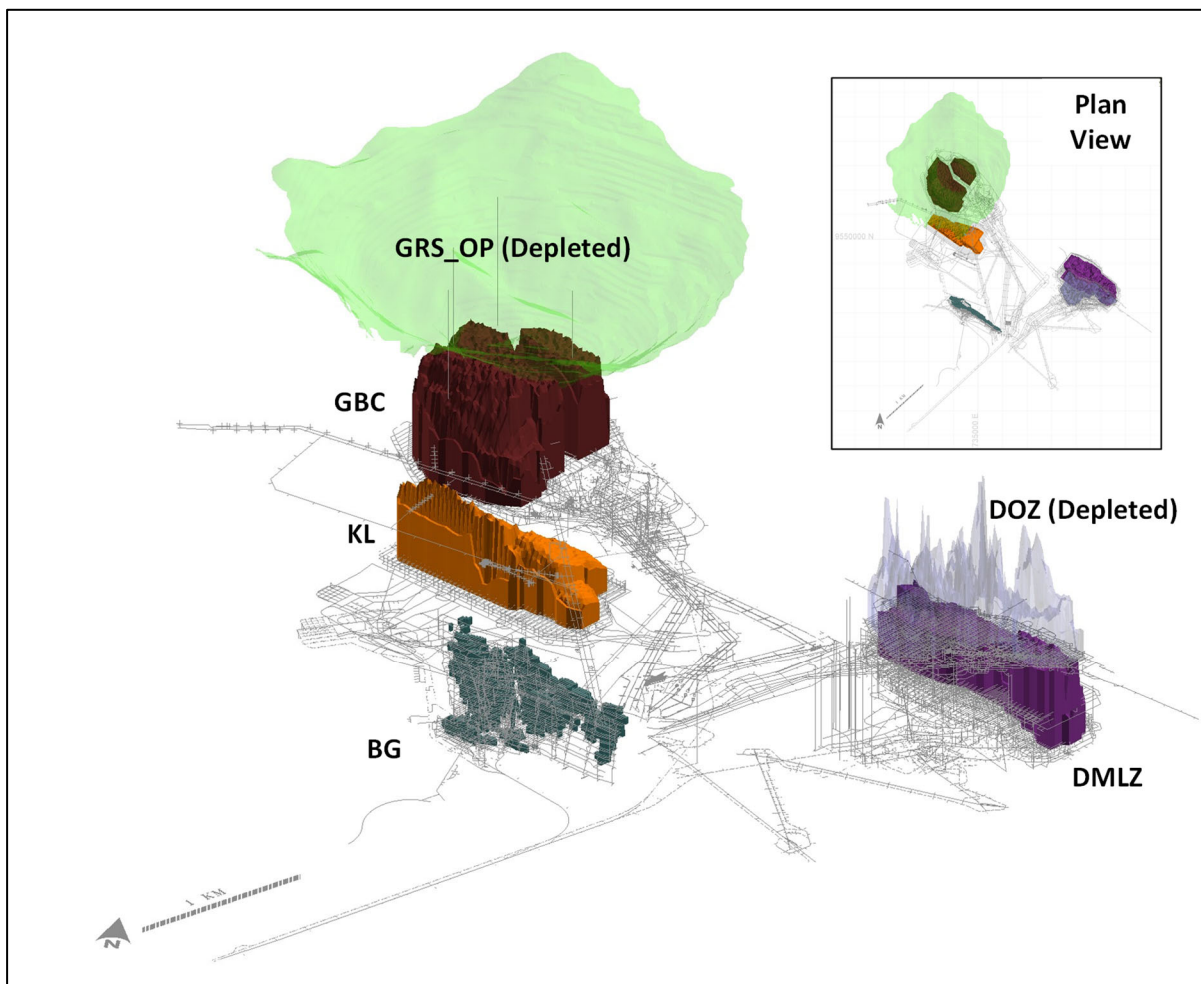 Plan
View
GRS_OP (Depleted)
GBC
DOZ (Depleted)
KL
BG
DMLZ
1 KM
N
N